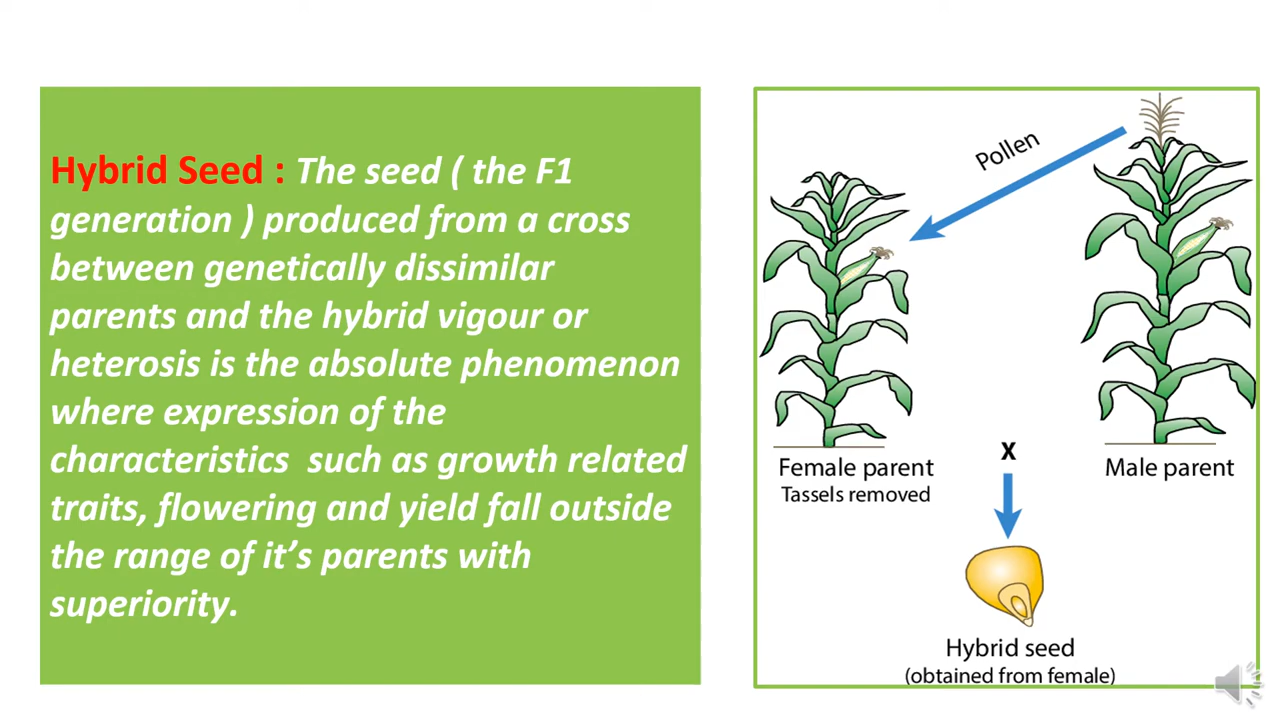 Hybrid Seed : The seed ( the F1
generation ) produced from a cross
between genetically dissimilar
parents and the hybrid vigour or
heterosis is the absolute phenomenon
where expression of the
characteristics  such as growth related
traits, flowering and yield fall outside
the range of it’s parents with
superiority.
Pollen
Female parent
Tassels removed
x
Male parent
Hybrid seed
(obtained from female)